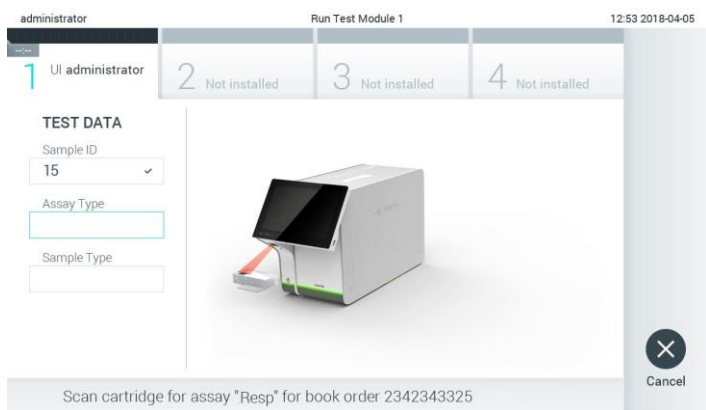 administrator Run Test Module 1 12:53 2018-04-05
--:--
1 UI administrator 2 Not installed 3 Not installed 4 Not installed
TEST DATA
Sample ID
15
Assay Type
Sample Type
Cancel
Scan cartridge for assay "Resp" for book order 2342343325